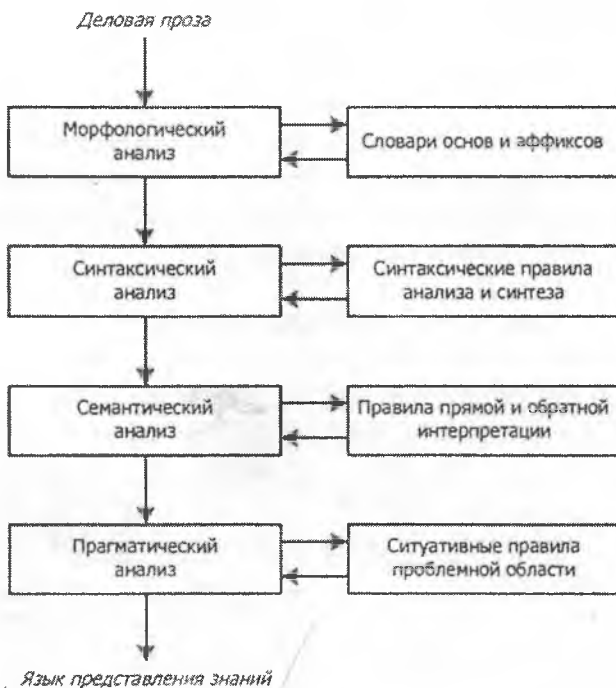 Деловая проза
Морфологический
анализ
Словари основ и аффиксов
Синтаксический
анализ
Синтаксические правила
анализа и синтеза
Семантический
анализ
Правила прямой и обратной
интерпретации
Прагматический
анализ
Ситуативные правила
проблемной области
Язык представления знаний